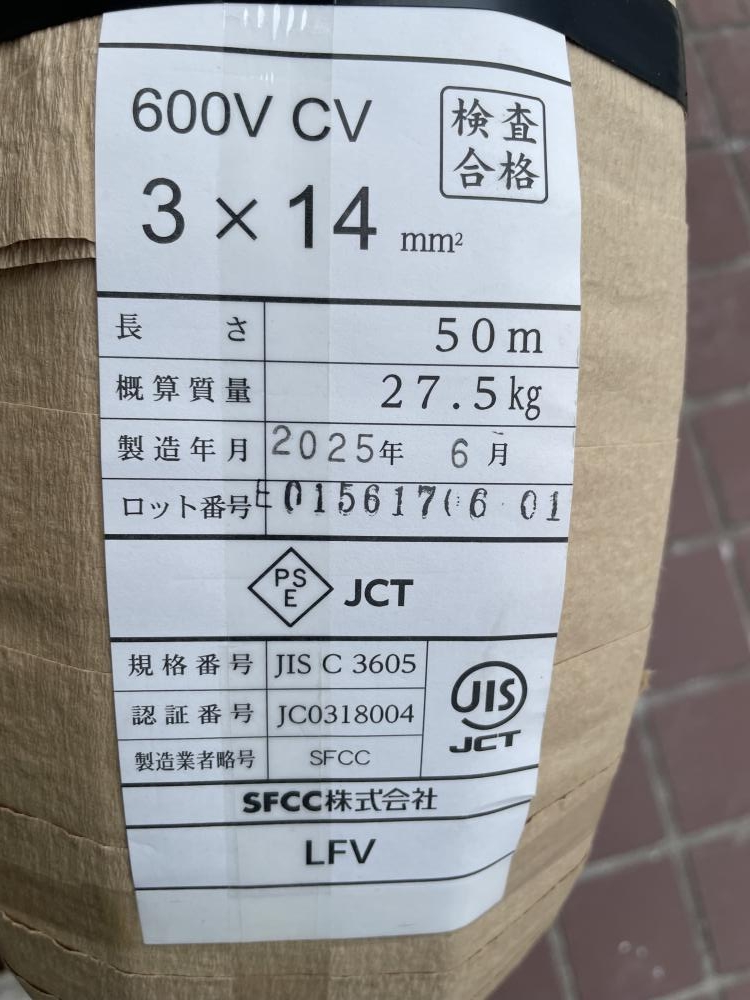 600V CV
検査
合格
3 × 14 mm²
長さ 50m
概算質量 27.5kg
製造年月 2025年 6月
ロット番号
PS
E
JCT
規格番号 JIS C 3605
認証番号 JC0318004
製造業者略号 SFCC
JIS
JCT
SFCC株式会社
LFV